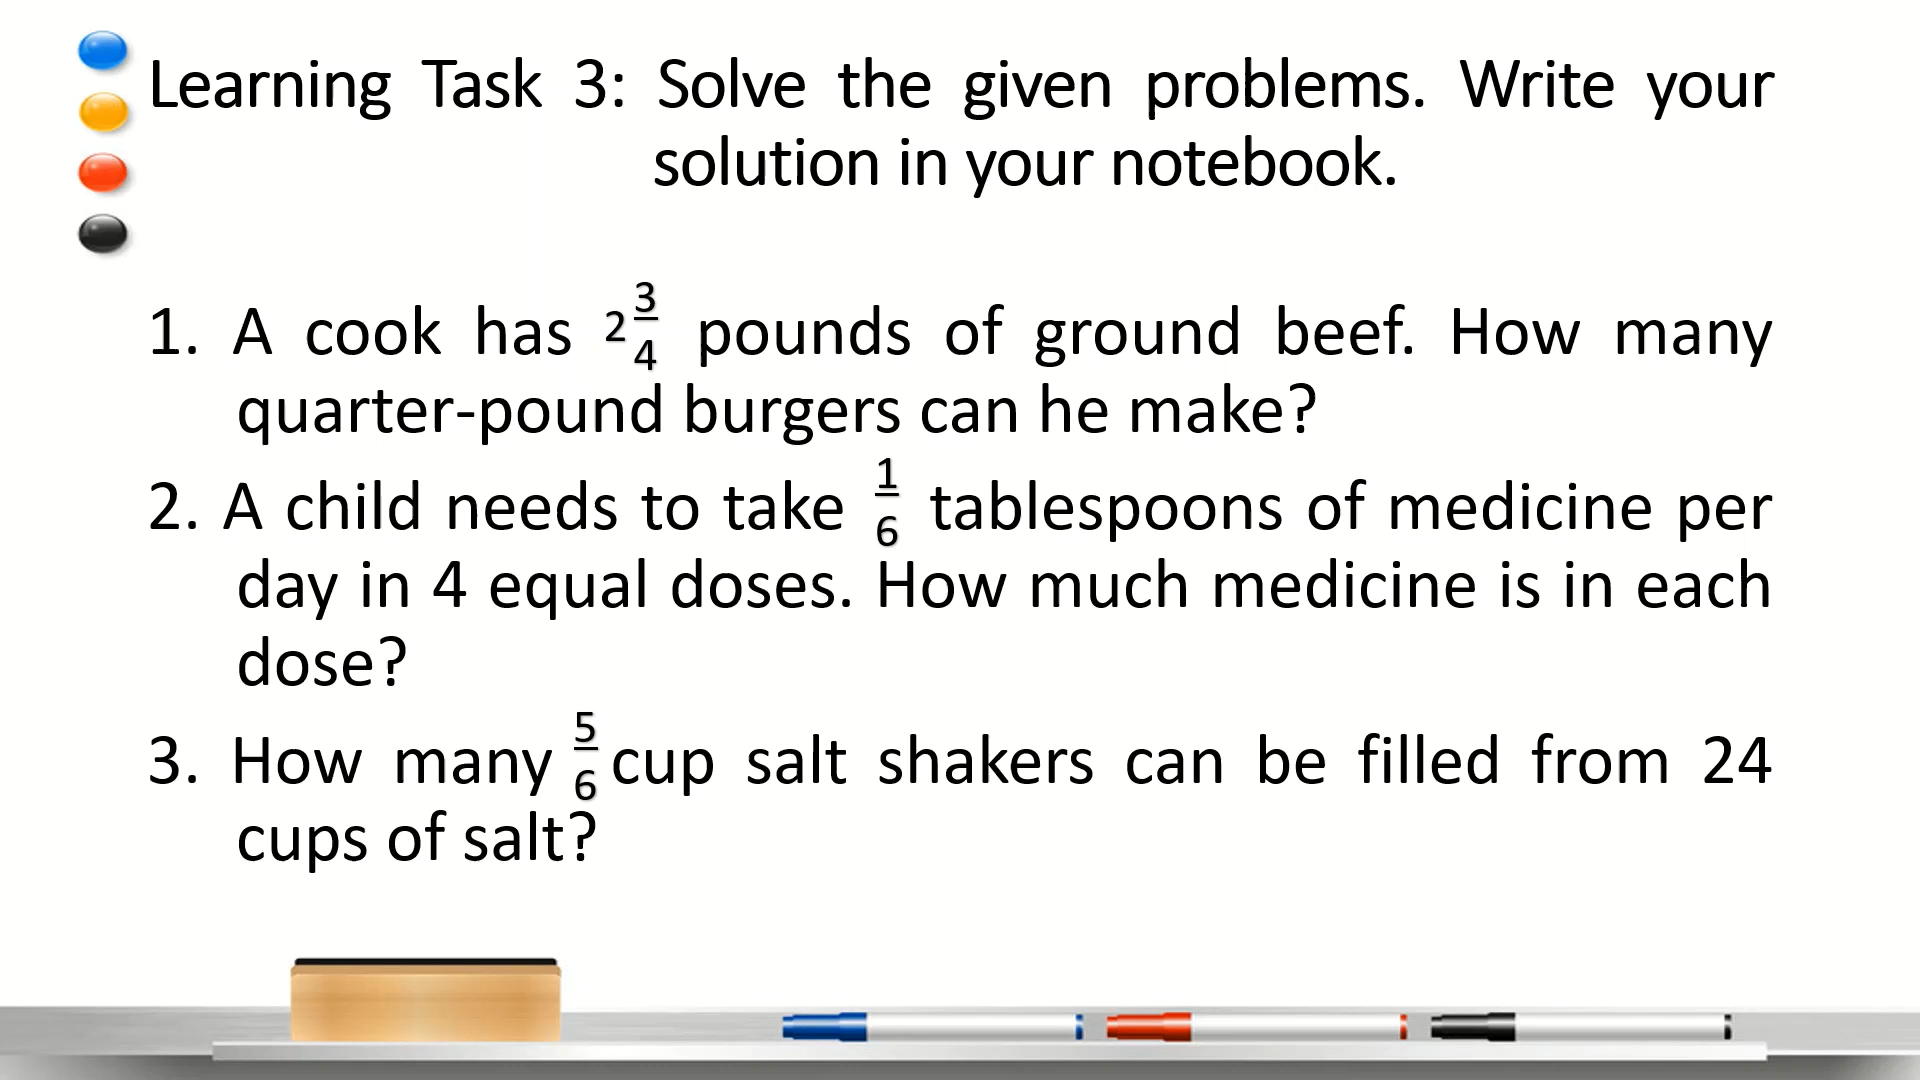 Learning Task 3: Solve the given problems. Write your
solution in your notebook.
1. A cook has 2 3/4 pounds of ground beef. How many
quarter-pound burgers can he make?
2. A child needs to take 1/6 tablespoons of medicine per
day in 4 equal doses. How much medicine is in each
dose?
3. How many 5/6 cup salt shakers can be filled from 24
cups of salt?